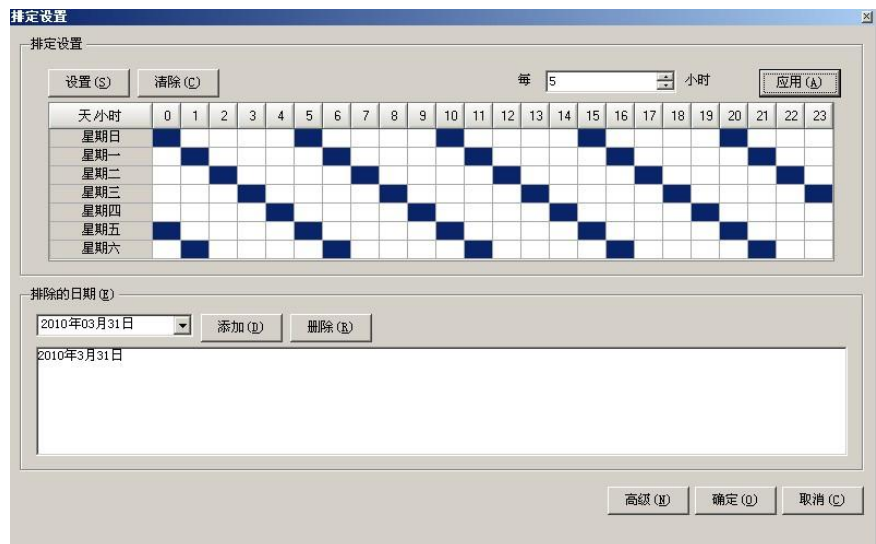 排定设置
排定设置
设置(S) 清除(C) 每 5 小时 应用(A)
天小时 0 1 2 3 4 5 6 7 8 9 10 11 12 13 14 15 16 17 18 19 20 21 22 23
星期日
星期一
星期二
星期三
星期四
星期五
星期六
排除的日期(E)
2010年03月31日 添加(D) 删除(R)
2010年3月31日
高级(N) 确定(O) 取消(C)